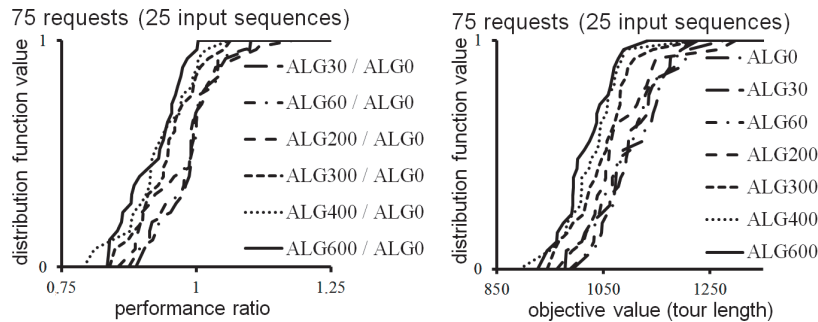 75 requests (25 input sequences)
distribution function value
1
0
0.75
1
1.25
performance ratio
ALG30 / ALG0
ALG60 / ALG0
ALG200 / ALG0
ALG300 / ALG0
ALG400 / ALG0
ALG600 / ALG0
75 requests (25 input sequences)
distribution function value
1
0
850
1050
1250
objective value (tour length)
ALG0
ALG30
ALG60
ALG200
ALG300
ALG400
ALG600